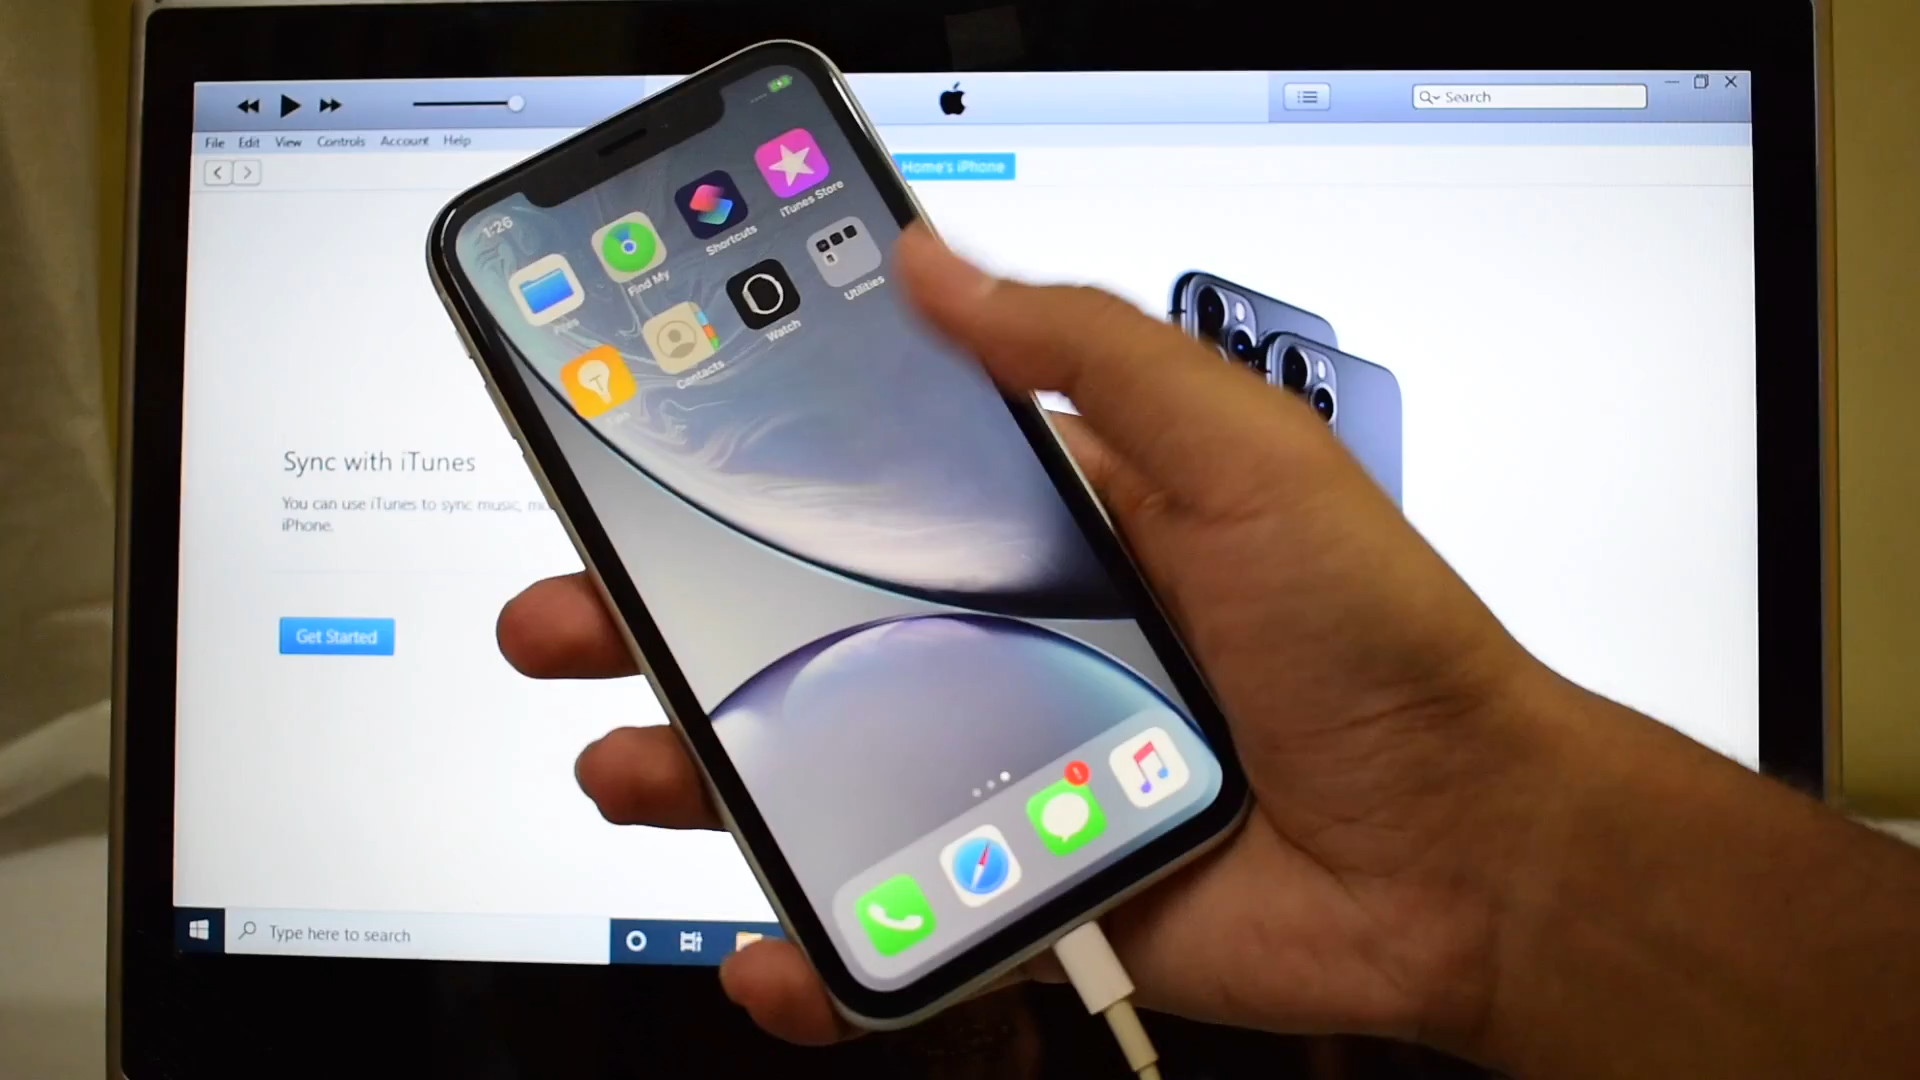 Search
File Edit View Controls Account Help
Home's iPhone
Sync with iTunes
You can use iTunes to sync music,
iPhone.
Get Started
Type here to search
1:26
Files
Find My
Shortcuts
iTunes Store
Contacts
Watch
Utilities